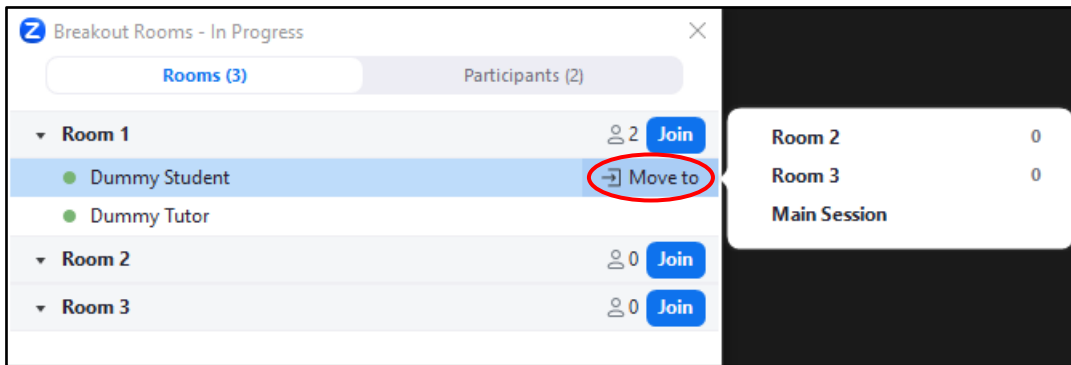 Z Breakout Rooms - In Progress
Rooms (3) Participants (2)
Room 1 2 Join
Dummy Student Move to
Dummy Tutor
Room 2 0 Join
Room 3 0 Join
Room 2 0
Room 3 0
Main Session